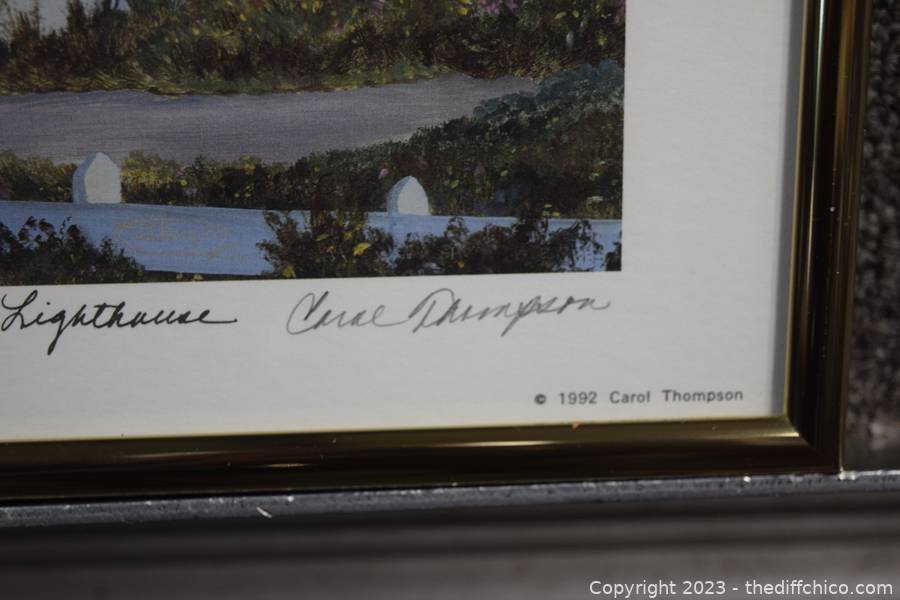 Lighthouse Carol Thompson
© 1992 Carol Thompson
Copyright 2023 - thediffchico.com